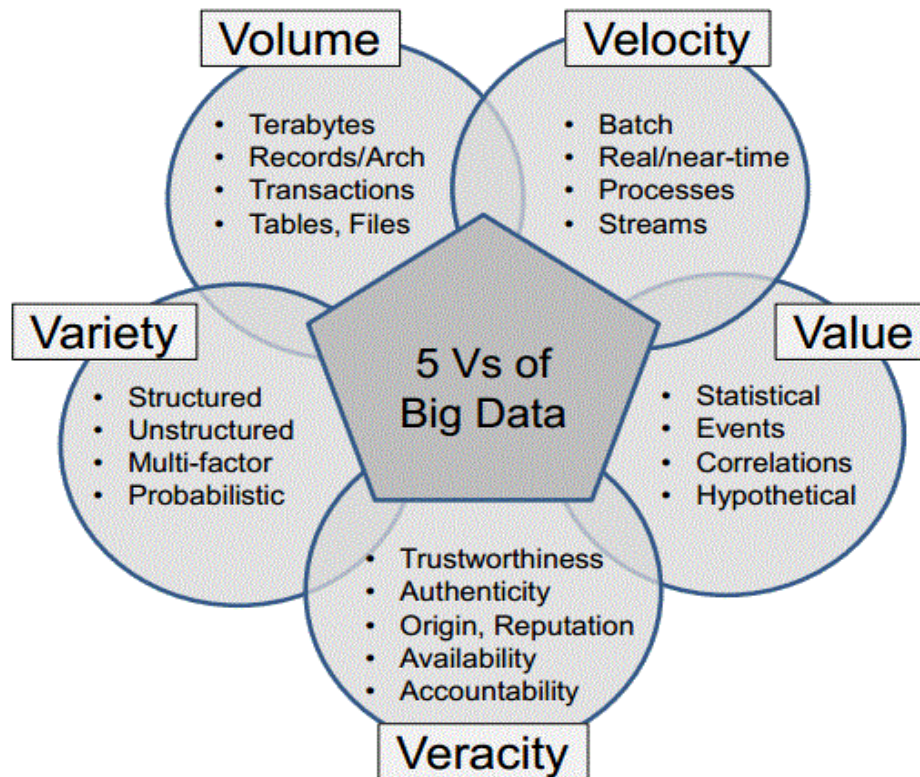 Volume
• Terabytes
• Records/Arch
• Transactions
• Tables, Files
Velocity
• Batch
• Real/near-time
• Processes
• Streams
Variety
• Structured
• Unstructured
• Multi-factor
• Probabilistic
5 Vs of
Big Data
Value
• Statistical
• Events
• Correlations
• Hypothetical
• Trustworthiness
• Authenticity
• Origin, Reputation
• Availability
• Accountability
Veracity